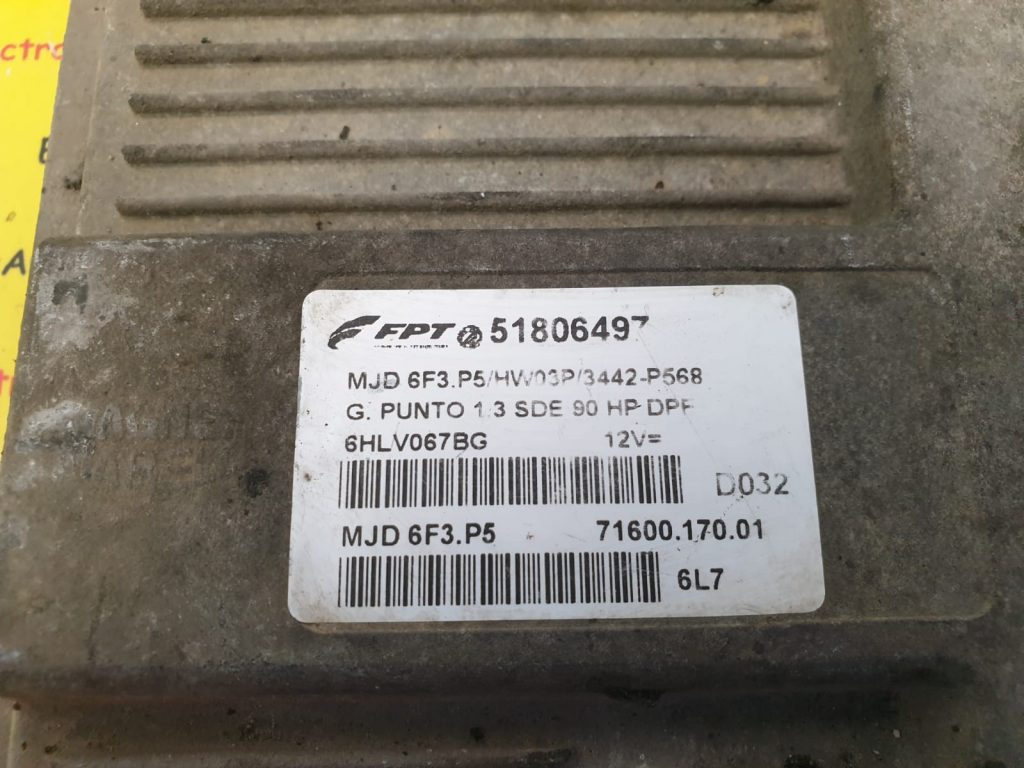 ctro
FPT 51806497
MJD 6F3.P5/HW03P/3442-P568
G. PUNTO 1.3 SDE 90 HP DPF
6HLV067BG 12V=
D032
MJD 6F3.P5 71600.170.01
6L7